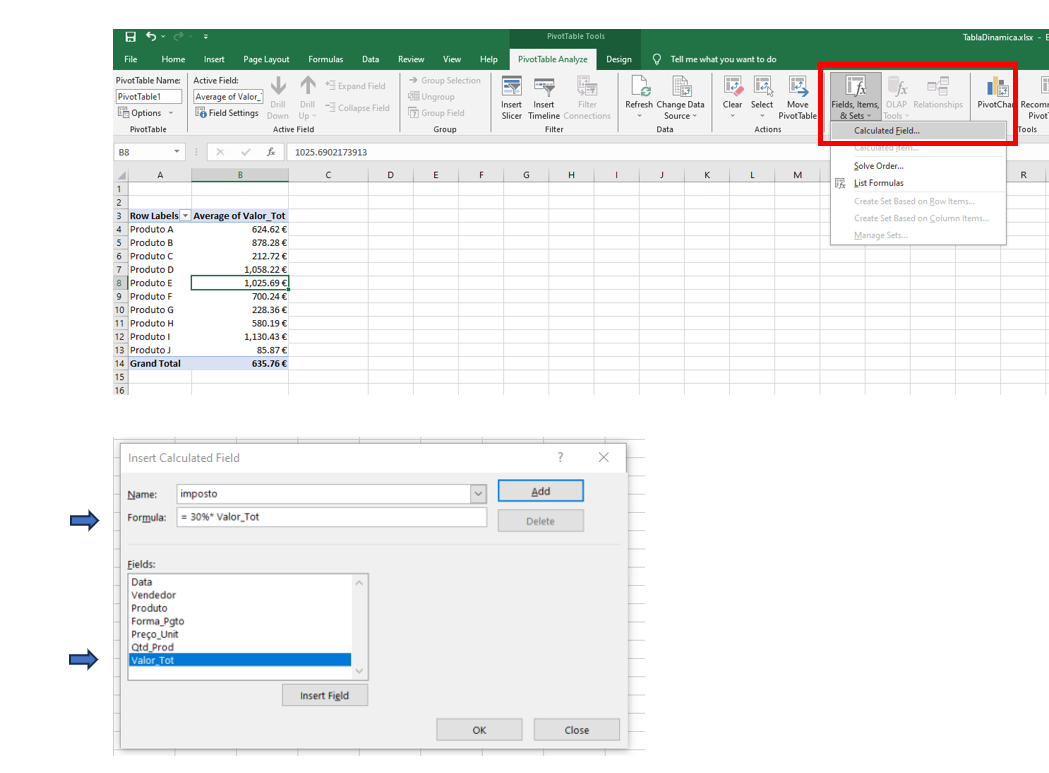 PivotTable Tools
TablaDinamica.xlsx - E
File Home Insert Page Layout Formulas Data Review View Help PivotTable Analyze Design Tell me what you want to do
PivotTable Name: Active Field: Expand Field Group Selection
PivotTable1 Average of Valor_T Drill Drill Collapse Field Ungroup Insert Insert Filter Refresh Change Data Clear Select Move Fields, Items, OLAP Relationships PivotChar Recomm
Options Field Settings Down Up Group Field Slicer Timeline Connections Source PivotTable & Sets Tools PivotT
PivotTable Active Field Group Filter Data Actions Tools
Calculated Field...
Calculated Item...
Solve Order...
List Formulas
Create Set Based on Row Items...
Create Set Based on Column Items...
Manage Sets...
B8 fx 1025.6902173913
A B C D E F G H I J K L M R
1
2
3 Row Labels Average of Valor_Tot
4 Produto A 624.62 €
5 Produto B 878.28 €
6 Produto C 212.72 €
7 Produto D 1,058.22 €
8 Produto E 1,025.69 €
9 Produto F 700.24 €
10 Produto G 228.36 €
11 Produto H 580.19 €
12 Produto I 1,130.43 €
13 Produto J 85.87 €
14 Grand Total 635.76 €
15
16
Insert Calculated Field ?
Name: imposto Add
Formula: = 30%* Valor_Tot Delete
Fields:
Data
Vendedor
Produto
Forma_Pgto
Preço_Unit
Qtd_Prod
Valor_Tot
Insert Field
OK Close